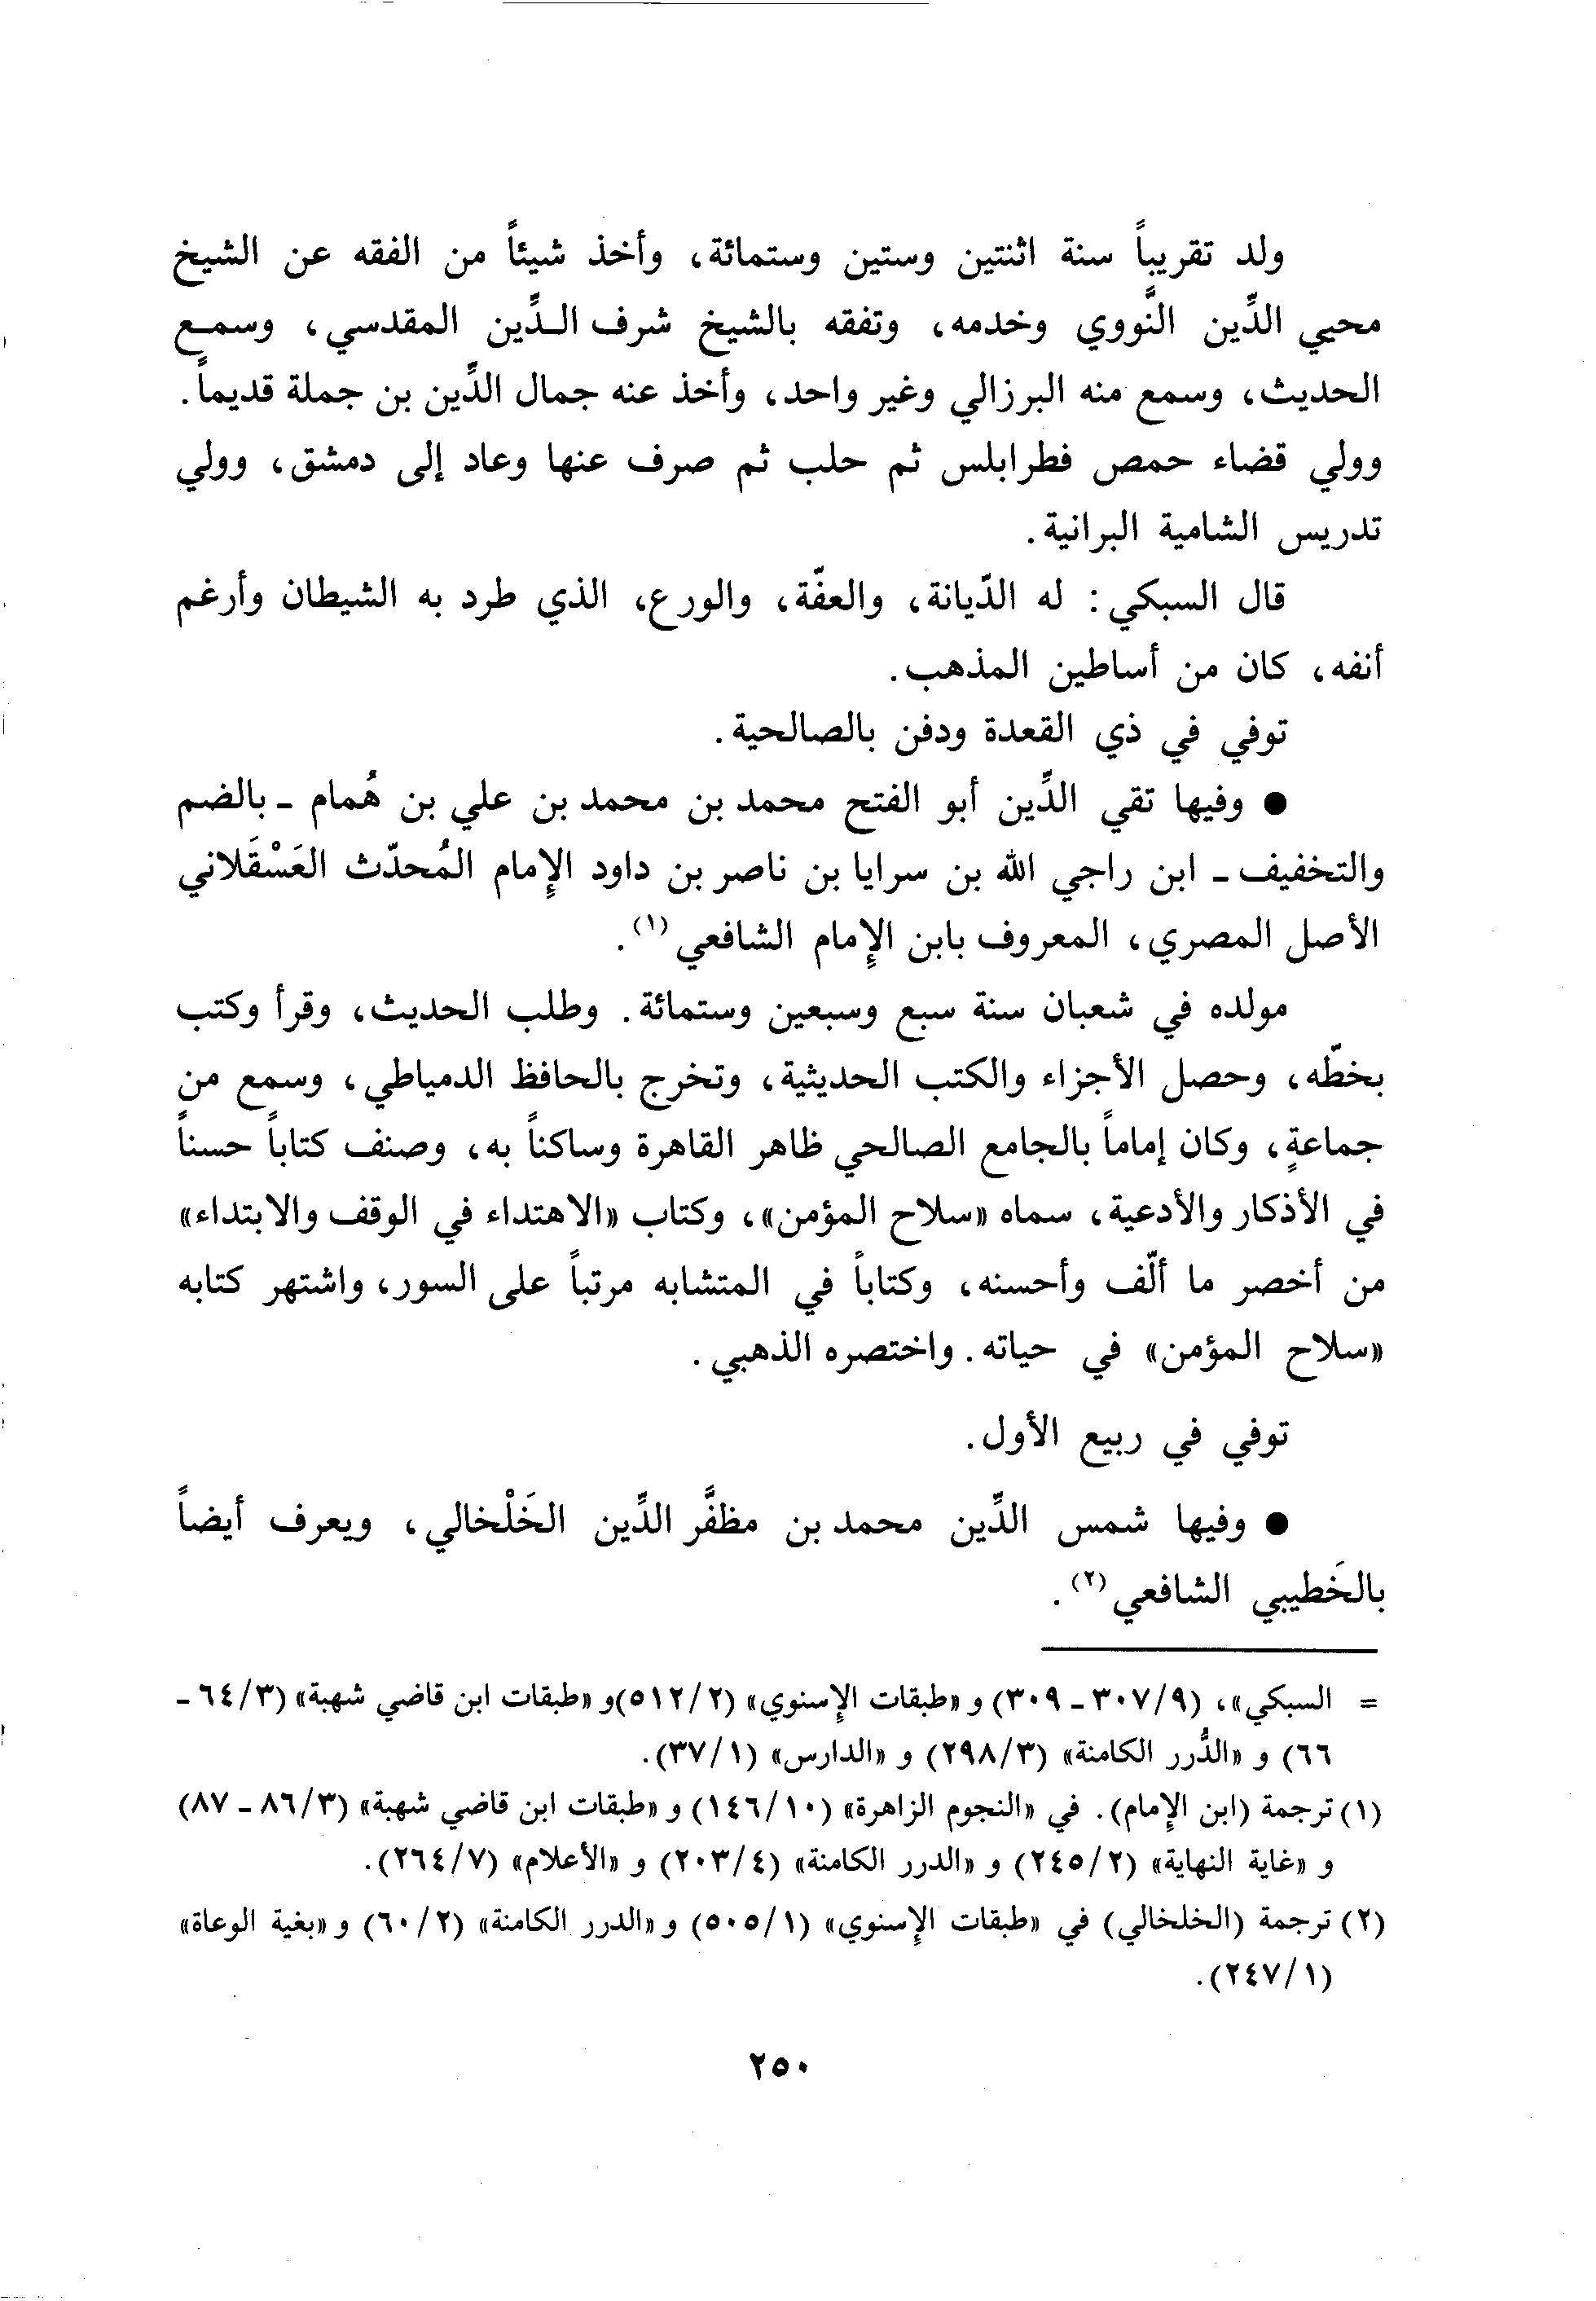 ولد تقريباً سنة اثنتين وستين وستمائة، وأخذ شيئاً من الفقه عن الشيخ
محيي الدِّين النَّووي وخدمه، وتفقه بالشيخ شرف الـدِّين المقدسي، وسمـع
الحديث، وسمع منه البرزالي وغير واحد، وأخذ عنه جمال الدِّين بن جملة قديماً.
وولي قضاء حمص فطرابلس ثم حلب ثم صرف عنها وعاد إلى دمشق، وولي
تدريس الشامية البرانية.
قال السبكي: له الدّيانة، والعفّة، والورع، الذي طرد به الشيطان وأرغم
أنفه، كان من أساطين المذهب.
توفي في ذي القعدة ودفن بالصالحية.
● وفيها تقي الدِّين أبو الفتح محمد بن محمد بن علي بن هُمام ـ بالضم
والتخفيف ـ ابن راجي الله بن سرايا بن ناصر بن داود الإمام المُحدّث العَسْقَلاني
الأصل المصري، المعروف بابن الإمام الشافعي(١).
مولده في شعبان سنة سبع وسبعين وستمائة. وطلب الحديث، وقرأ وكتب
بخطّه، وحصل الأجزاء والكتب الحديثية، وتخرج بالحافظ الدمياطي، وسمع من
جماعةٍ، وكان إماماً بالجامع الصالحي ظاهر القاهرة وساكناً به، وصنف كتاباً حسناً
في الأذكار والأدعية، سماه «سلاح المؤمن»، وكتاب «الاهتداء في الوقف والابتداء»
من أخصر ما ألّف وأحسنه، وكتاباً في المتشابه مرتباً على السور، واشتهر كتابه
«سلاح المؤمن» في حياته. واختصره الذهبي.
توفي في ربيع الأول.
● وفيها شمس الدِّين محمد بن مظفَّر الدِّين الخَلْخالي، ويعرف أيضاً
بالخَطيبي الشافعي(٢).
= السبكي»، (٣٠٧/٩ ـ ٣٠٩) و «طبقات الإسنوي» (٥١٢/٢)و «طبقات ابن قاضي شهبة» (٦٤/٣ ـ
٦٦) و «الدُّرر الكامنة» (٢٩٨/٣) و «الدارس» (٣٧/١).
(١) ترجمة (ابن الإمام). في «النجوم الزاهرة» (١٤٦/١٠) و «طبقات ابن قاضي شهبة» (٨٦/٣ ـ ٨٧)
و «غاية النهاية» (٢٤٥/٢) و «الدرر الكامنة» (٢٠٣/٤) و «الأعلام» (٢٦٤/٧).
(٢) ترجمة (الخلخالي) في «طبقات الإسنوي» (٥٠٥/١) و «الدرر الكامنة» (٦٠/٢) و «بغية الوعاة»
(٢٤٧/١).
٢٥٠